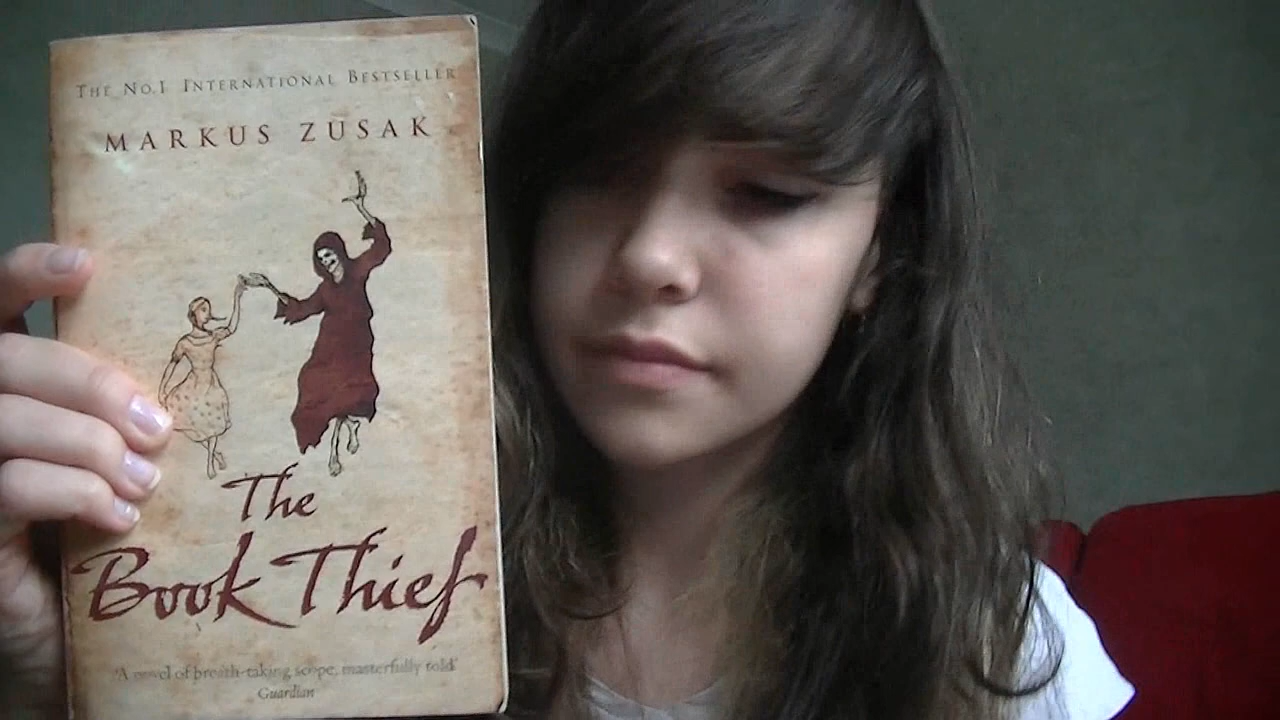 THE NO.1 INTERNATIONAL BESTSELLER
MARKUS ZUSAK
The
Book Thief
'A novel of breath-taking scope, masterfully told'
Guardian